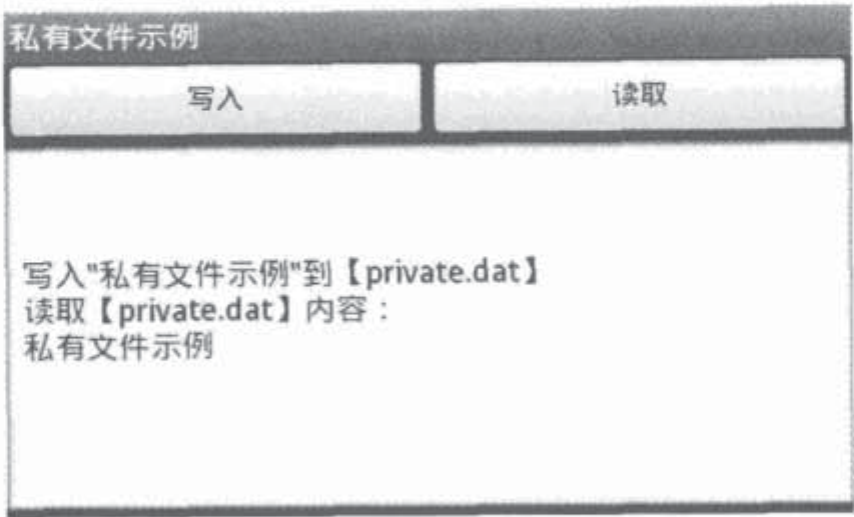 私有文件示例
写入
读取
写入"私有文件示例"到【private.dat】
读取【private.dat】内容：
私有文件示例